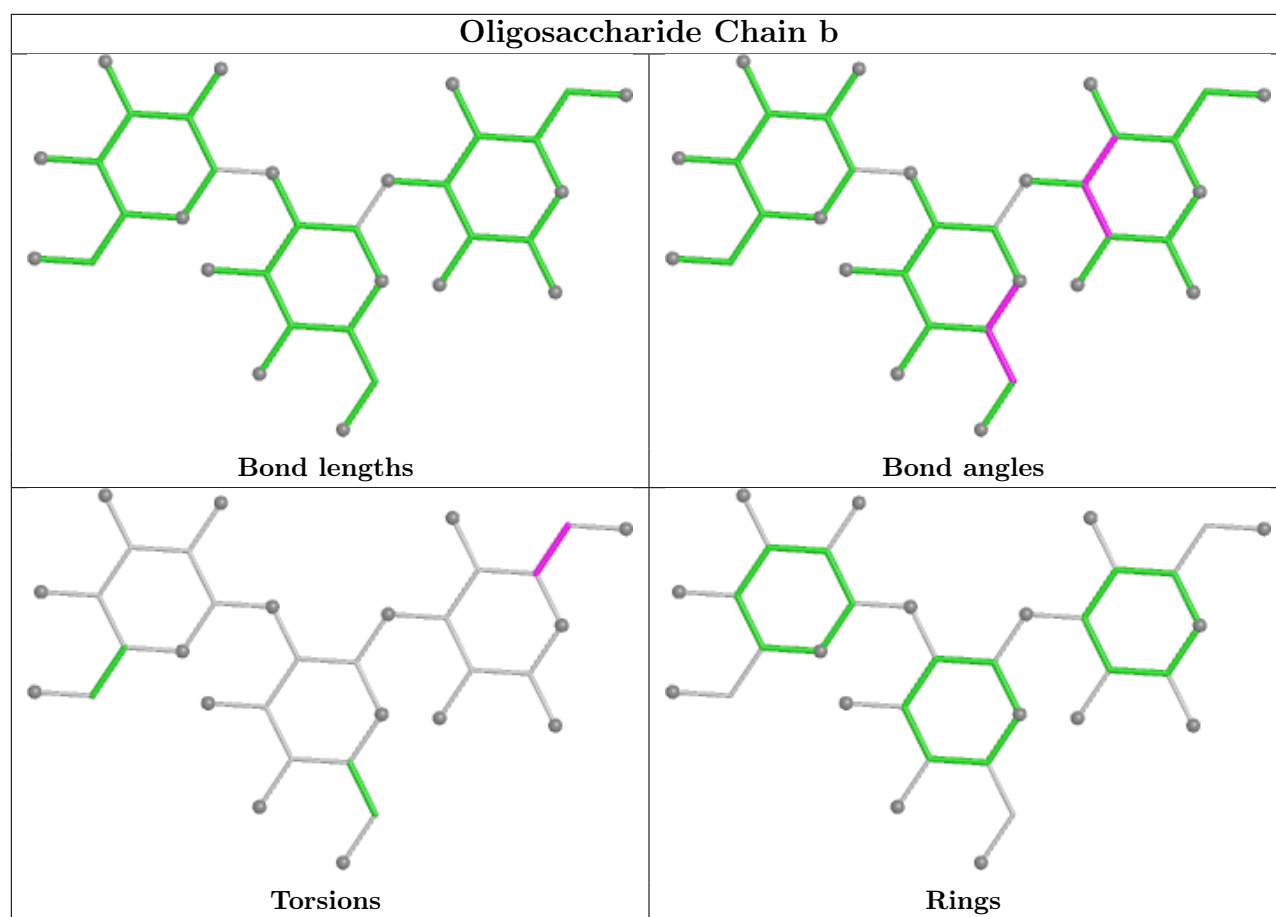 Oligosaccharide Chain b
Bond lengths
Bond angles
Torsions
Rings